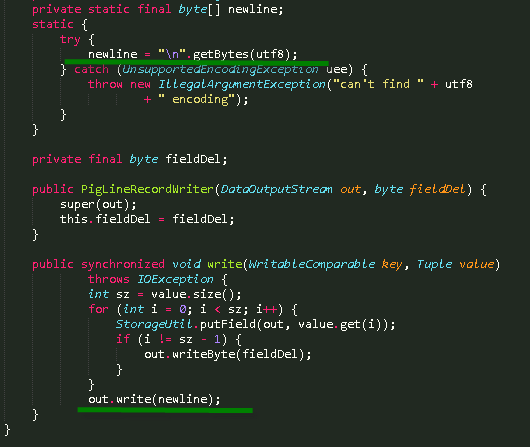 private static final byte[] newline;
static {
try {
newline = "\n".getBytes(utf8);
} catch (UnsupportedEncodingException uee) {
throw new IllegalArgumentException("can't find " + utf8
+ " encoding");
}
}
private final byte fieldDel;
public PigLineRecordWriter(DataOutputStream out, byte fieldDel) {
super(out);
this.fieldDel = fieldDel;
}
public synchronized void write(WritableComparable key, Tuple value)
throws IOException {
int sz = value.size();
for (int i = 0; i < sz; i++) {
StorageUtil.putField(out, value.get(i));
if (i != sz - 1) {
out.writeByte(fieldDel);
}
}
out.write(newline);
}
}